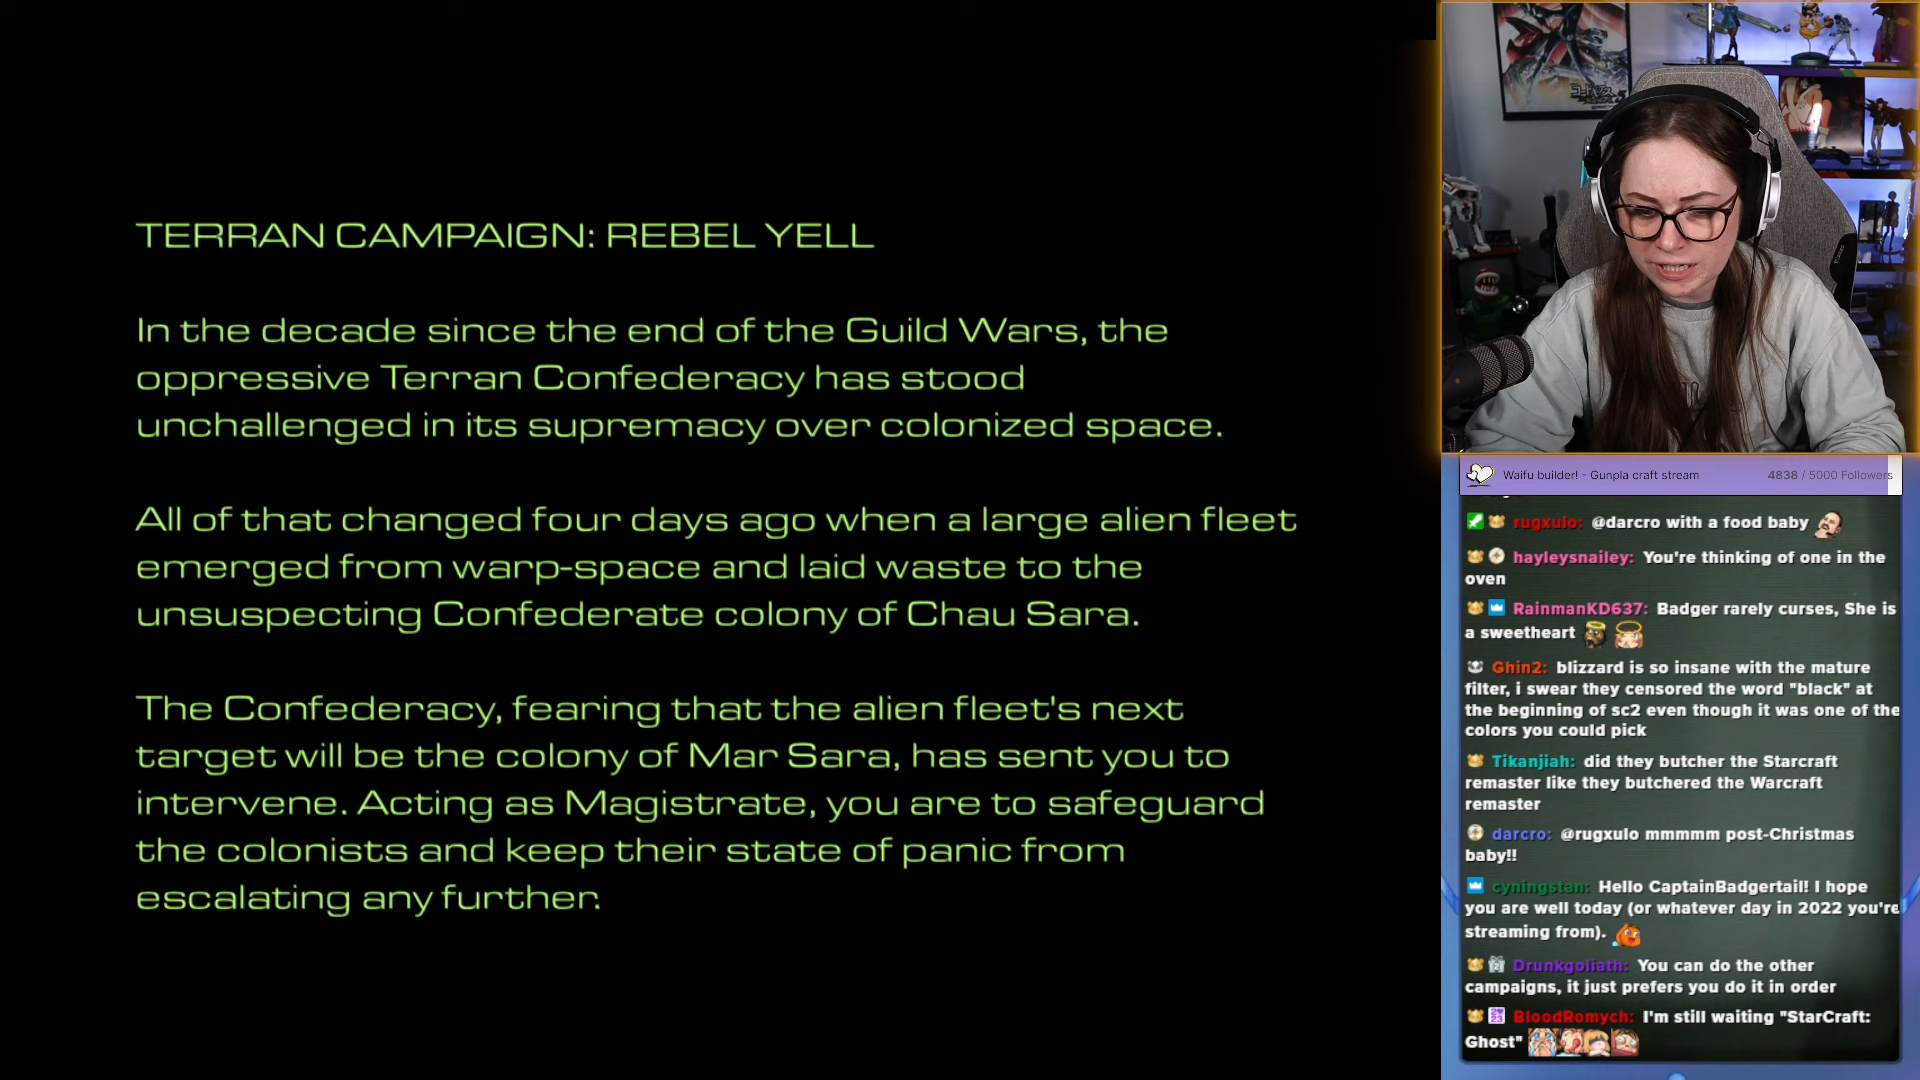 TERRAN CAMPAIGN: REBEL YELL
In the decade since the end of the Guild Wars, the
oppressive Terran Confederacy has stood
unchallenged in its supremacy over colonized space.
All of that changed four days ago when a large alien fleet
emerged from warp-space and laid waste to the
unsuspecting Confederate colony of Chau Sara.
The Confederacy, fearing that the alien fleet's next
target will be the colony of Mar Sara, has sent you to
intervene. Acting as Magistrate, you are to safeguard
the colonists and keep their state of panic from
escalating any further.
Waifu builder! - Gunpla craft stream 4838 / 5000 Followers
rugxulo: @darcro with a food baby
hayleysnailey: You're thinking of one in the
oven
RainmanKD637: Badger rarely curses, She is
a sweetheart
Ghin2: blizzard is so insane with the mature
filter, i swear they censored the word "black" at
the beginning of sc2 even though it was one of the
colors you could pick
Tikanjiah: did they butcher the Starcraft
remaster like they butchered the Warcraft
remaster
darcro: @rugxulo mmmmm post-Christmas
baby!!
cyningstan: Hello CaptainBadgertail! I hope
you are well today (or whatever day in 2022 you're
streaming from).
Drunkgoliath: You can do the other
campaigns, it just prefers you do it in order
BloodRomych: I'm still waiting "StarCraft:
Ghost"